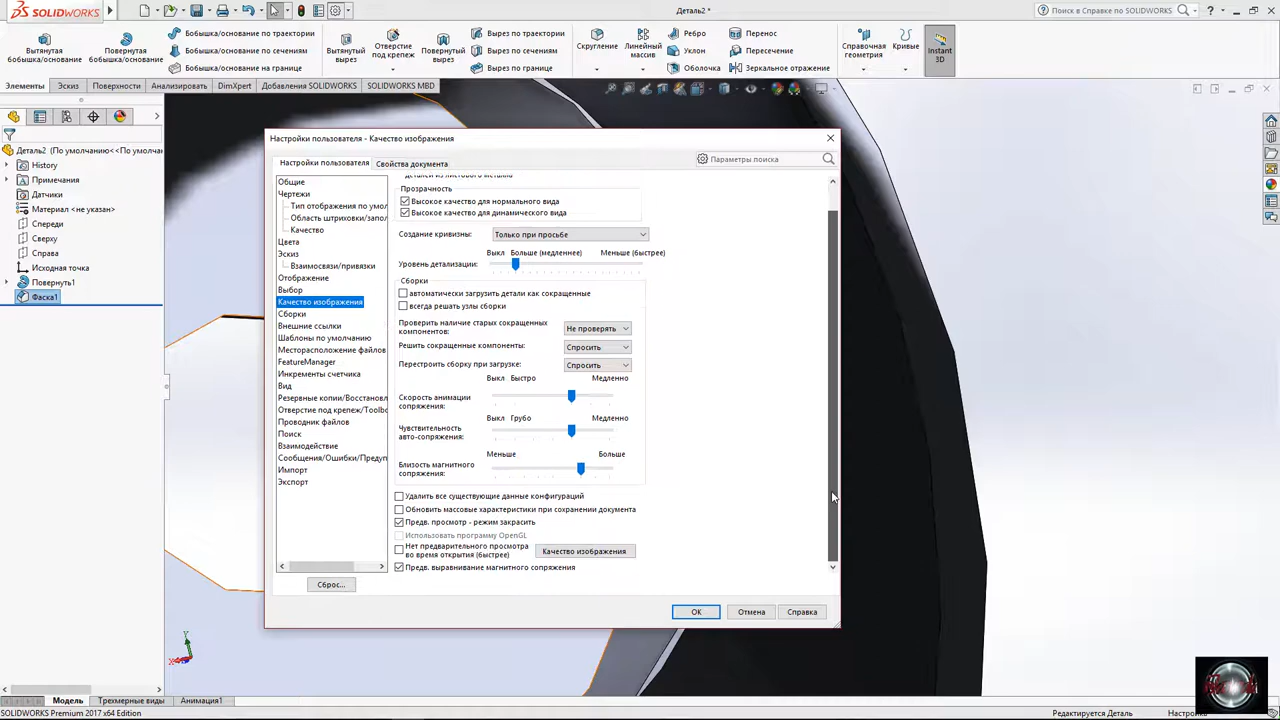 SOLIDWORKS
Деталь2 *
Поиск в Справке по SOLIDWORKS
Вытянутая бобышка/основание
Повернутая бобышка/основание
Бобышка/основание по траектории
Бобышка/основание по сечениям
Бобышка/основание на границе
Вытянутый вырез
Отверстие под крепеж
Повернутый вырез
Вырез по траектории
Вырез по сечениям
Вырез по границе
Скругление
Линейный массив
Ребро
Уклон
Оболочка
Перенос
Пересечение
Зеркальное отражение
Справочная геометрия
Кривые
Instant 3D
Элементы
Эскиз
Поверхности
Анализировать
DimXpert
Добавления SOLIDWORKS
SOLIDWORKS MBD
Деталь2 (По умолчанию<<По умолча
History
Примечания
Датчики
Материал <не указан>
Спереди
Сверху
Справа
Исходная точка
Повернуть1
Фаска1
Настройки пользователя - Качество изображения
Настройки пользователя
Свойства документа
Параметры поиска
Общие
Чертежи
Тип отображения по умол
Область штриховки/запол
Качество
Цвета
Эскиз
Взаимосвязи/привязки
Отображение
Выбор
Качество изображения
Сборки
Внешние ссылки
Шаблоны по умолчанию
Месторасположение файлов
FeatureManager
Инкременты счетчика
Вид
Резервные копии/Восстановл
Отверстие под крепеж/Toolbo
Проводник файлов
Поиск
Взаимодействие
Сообщения/Ошибки/Предуп
Импорт
Экспорт
Сброс...
деталей из листового металла
Прозрачность
Высокое качество для нормального вида
Высокое качество для динамического вида
Создание кривизны:
Только при просьбе
Выкл Больше (медленнее) Меньше (быстрее)
Уровень детализации:
Сборки
автоматически загрузить детали как сокращенные
всегда решать узлы сборки
Проверить наличие старых сокращенных компонентов:
Не проверять
Решить сокращенные компоненты:
Спросить
Перестроить сборку при загрузке:
Спросить
Выкл Быстро Медленно
Скорость анимации сопряжения:
Выкл Грубо Медленно
Чувствительность авто-сопряжения:
Меньше Больше
Близость магнитного сопряжения:
Удалить все существующие данные конфигураций
Обновить массовые характеристики при сохранении документа
Предв. просмотр - режим закрасить
Использовать программу OpenGL
Нет предварительного просмотра во время открытия (быстрее)
Качество изображения
Предв. выравнивание магнитного сопряжения
OK
Отмена
Справка
Y
X
Модель
Трехмерные виды
Анимация1
SOLIDWORKS Premium 2017 x64 Edition
Редактируется Деталь
Настройка